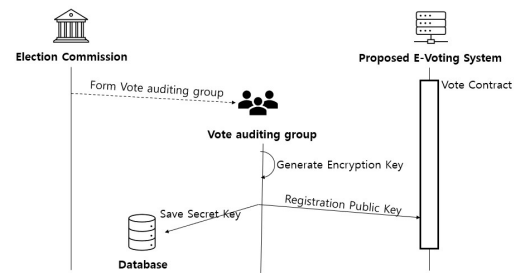 Election Commission
Proposed E-Voting System
Form Vote auditing group
Vote Contract
Vote auditing group
Generate Encryption Key
Registration Public Key
Save Secret Key
Database